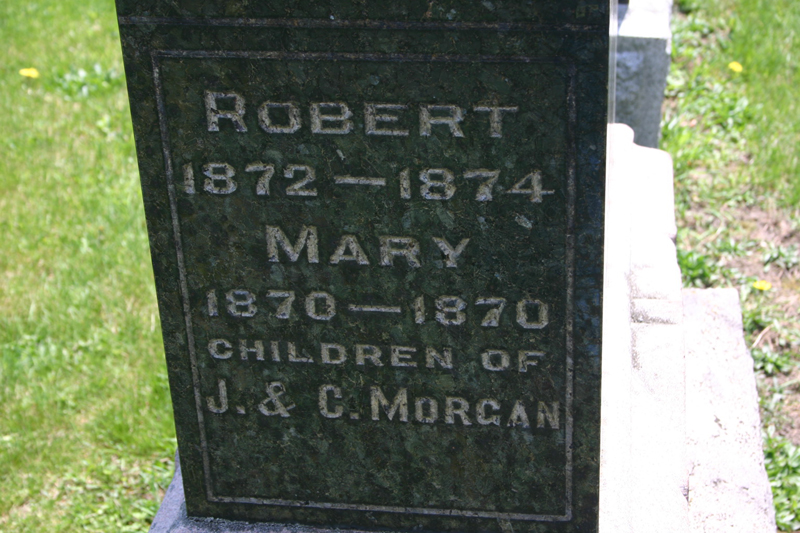 ROBERT
1872 — 1874
MARY
1870 — 1870
CHILDREN OF
J. & C. MORGAN